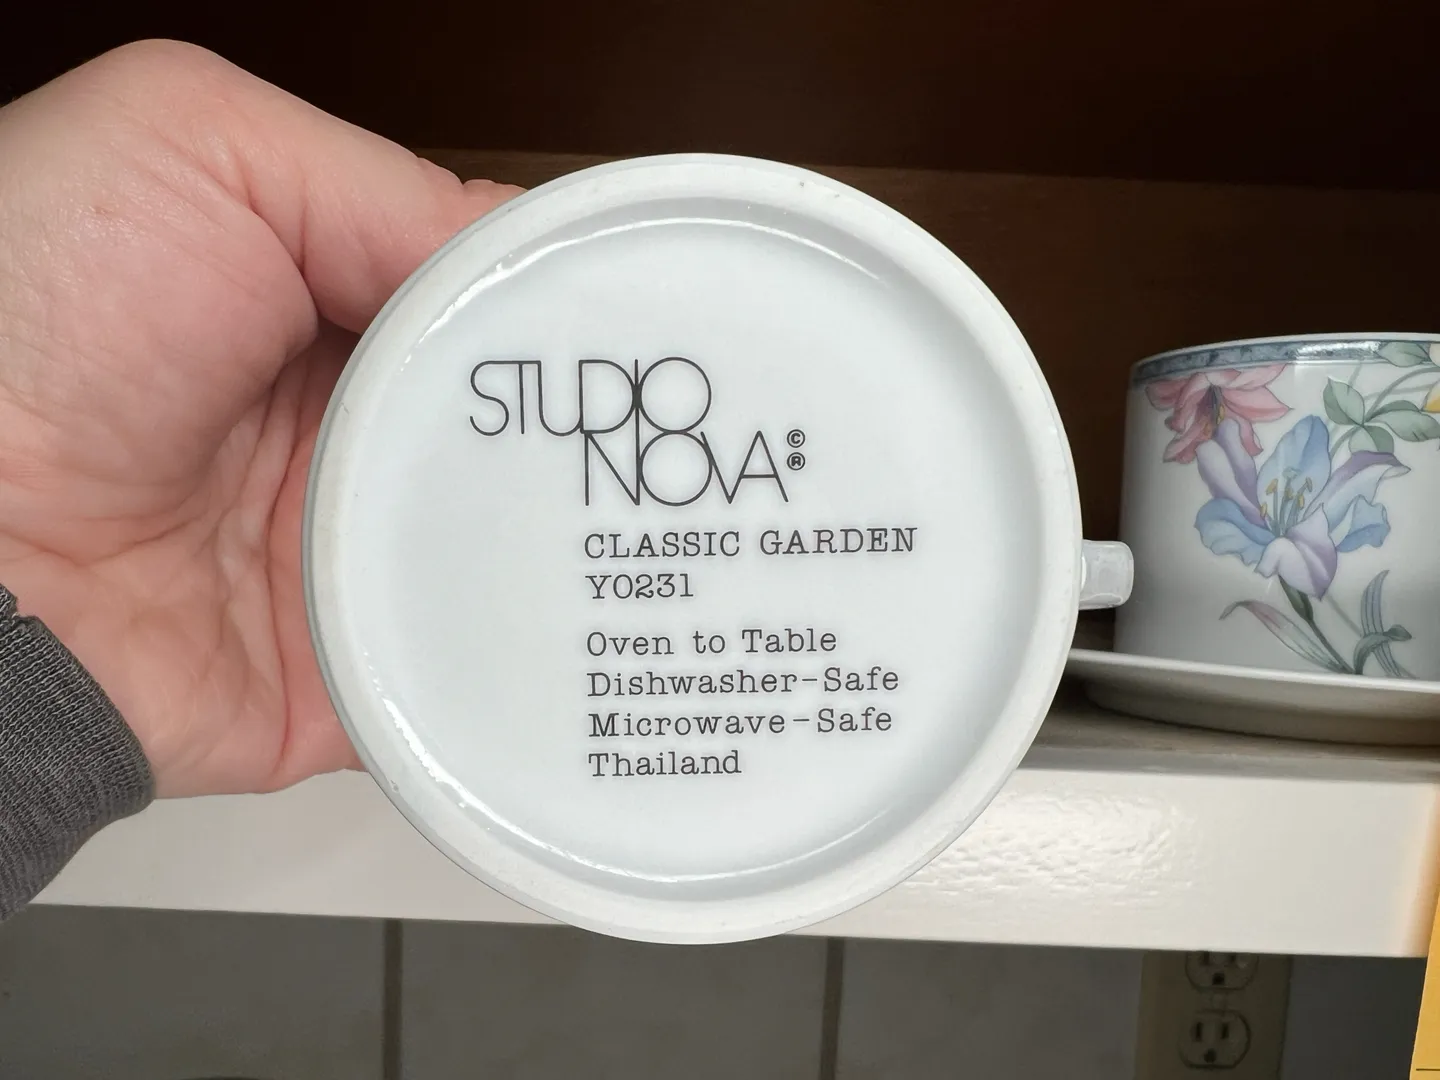 STUDIO
NOVA©®
CLASSIC GARDEN
Y0231
Oven to Table
Dishwasher-Safe
Microwave-Safe
Thailand